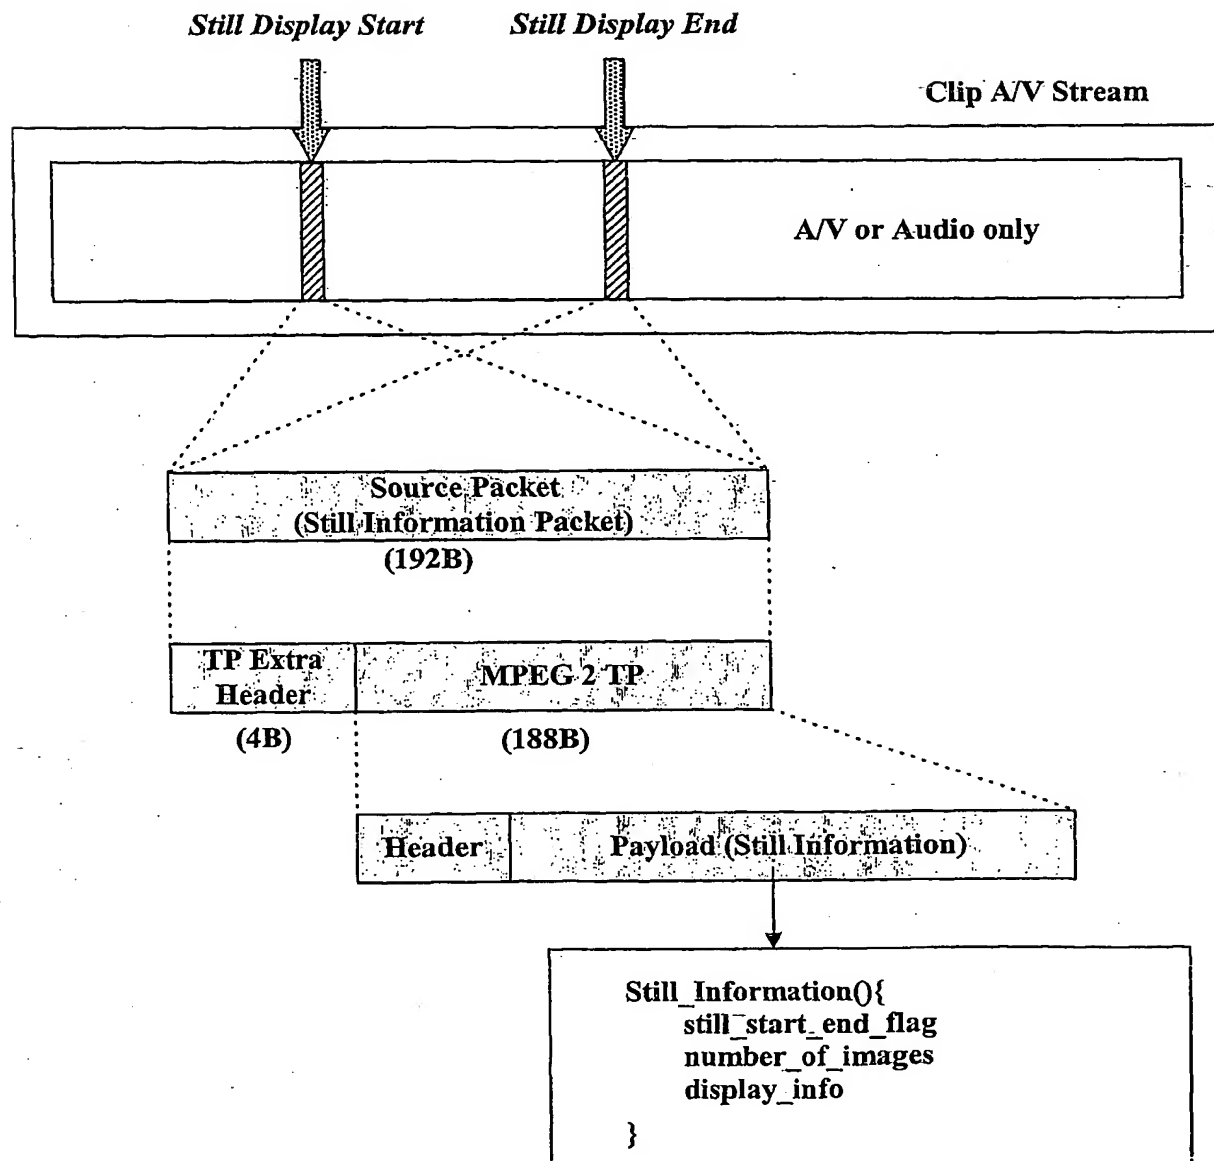 Still Display Start Still Display End
Clip A/V Stream
A/V or Audio only
Source Packet
(Still Information Packet)
(192B)
TP Extra
Header
MPEG 2 TP
(4B) (188B)
Header Payload (Still Information)
Still_Information(){
still_start_end_flag
number_of_images
display_info
}